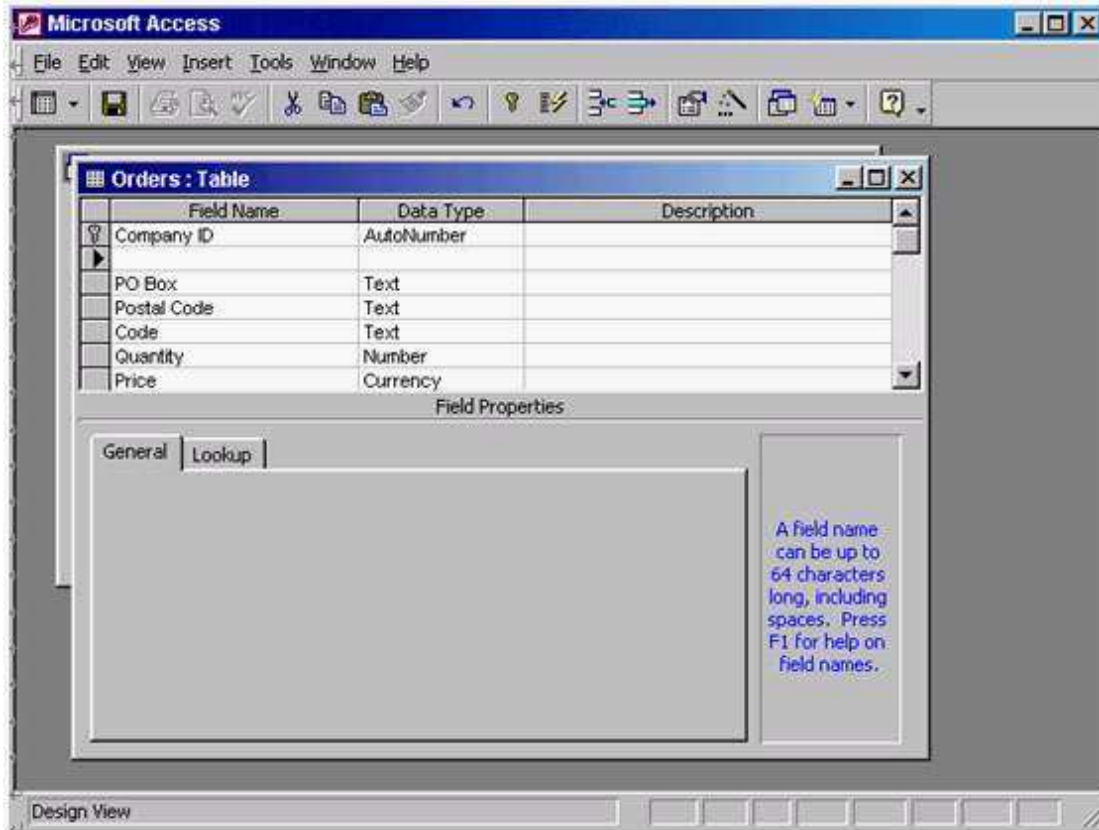 Microsoft Access
File Edit View Insert Tools Window Help
Orders : Table
Field Name Data Type Description
Company ID AutoNumber
PO Box Text
Postal Code Text
Code Text
Quantity Number
Price Currency
Field Properties
General Lookup
A field name
can be up to
64 characters
long, including
spaces. Press
F1 for help on
field names.
Design View